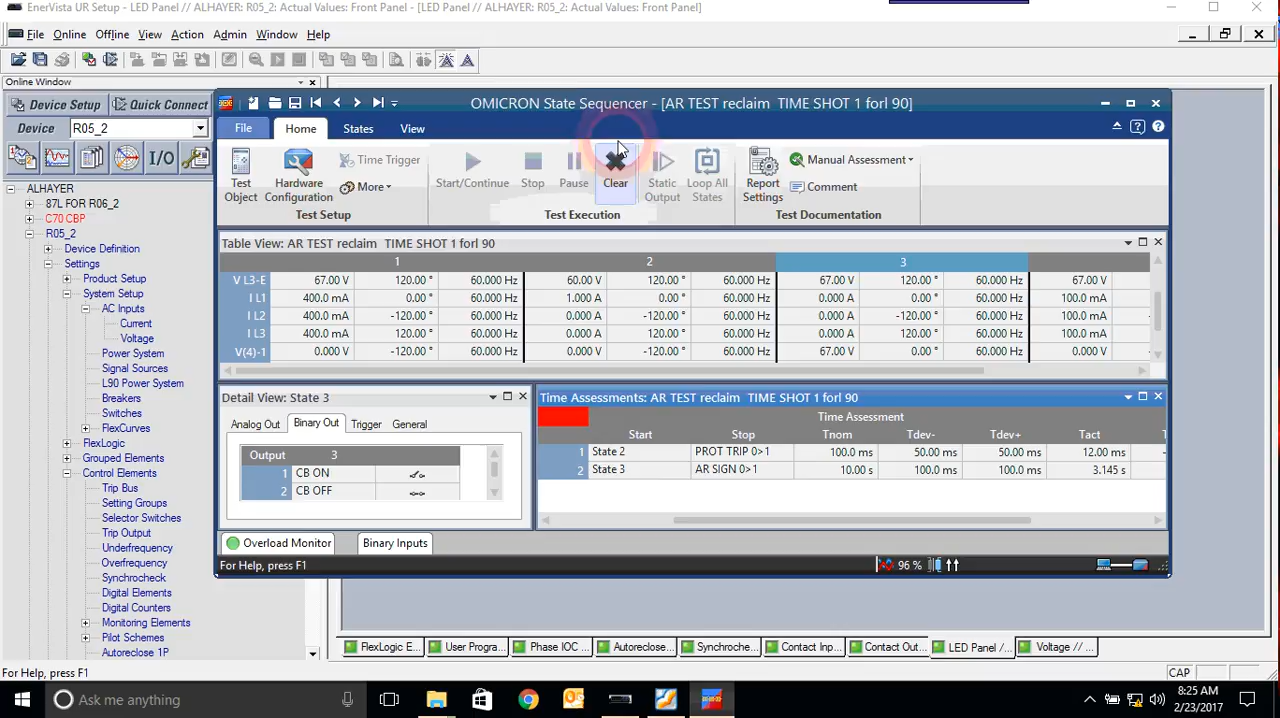 EnerVista UR Setup - LED Panel // ALHAYER: R05_2: Actual Values: Front Panel - [LED Panel // ALHAYER: R05_2: Actual Values: Front Panel]
File Online Offline View Action Admin Window Help
Online Window
Device Setup Quick Connect
Device R05_2
I/O
ALHAYER
87L FOR R06_2
C70 CBP
R05_2
Device Definition
Settings
Product Setup
System Setup
AC Inputs
Current
Voltage
Power System
Signal Sources
L90 Power System
Breakers
Switches
FlexCurves
FlexLogic
Grouped Elements
Control Elements
Trip Bus
Setting Groups
Selector Switches
Trip Output
Underfrequency
Overfrequency
Synchrocheck
Digital Elements
Digital Counters
Monitoring Elements
Pilot Schemes
Autoreclose 1P
OMICRON State Sequencer - [AR TEST reclaim TIME SHOT 1 forl 90]
File Home States View
Test Object
Hardware Configuration
Time Trigger
More
Test Setup
Start/Continue Stop Pause Clear Static Output Loop All States
Test Execution
Report Settings
Manual Assessment
Comment
Test Documentation
Table View: AR TEST reclaim TIME SHOT 1 forl 90
1 2 3
V L3-E 67.00 V 120.00 ° 60.000 Hz 60.00 V 120.00 ° 60.000 Hz 67.00 V 120.00 ° 60.000 Hz 67.00 V
I L1 400.0 mA 0.00 ° 60.000 Hz 1.000 A 0.00 ° 60.000 Hz 0.000 A 0.00 ° 60.000 Hz 100.0 mA
I L2 400.0 mA -120.00 ° 60.000 Hz 0.000 A -120.00 ° 60.000 Hz 0.000 A -120.00 ° 60.000 Hz 100.0 mA
I L3 400.0 mA 120.00 ° 60.000 Hz 0.000 A 120.00 ° 60.000 Hz 0.000 A 120.00 ° 60.000 Hz 100.0 mA
V(4)-1 0.000 V -120.00 ° 60.000 Hz 0.000 V -120.00 ° 60.000 Hz 67.00 V 0.00 ° 60.000 Hz 0.000 V
Detail View: State 3
Analog Out Binary Out Trigger General
Output 3
1 CB ON
2 CB OFF
Time Assessments: AR TEST reclaim TIME SHOT 1 forl 90
Time Assessment
Start Stop Tnom Tdev- Tdev+ Tact
1 State 2 PROT TRIP 0>1 100.0 ms 50.00 ms 50.00 ms 12.00 ms
2 State 3 AR SIGN 0>1 10.00 s 100.0 ms 100.0 ms 3.145 s
Overload Monitor Binary Inputs
For Help, press F1 96 %
FlexLogic E... User Progra... Phase IOC ... Autoreclose... Synchroche... Contact Inp... Contact Out... LED Panel /... Voltage // ...
For Help, press F1 CAP
Ask me anything
8:25 AM
2/23/2017